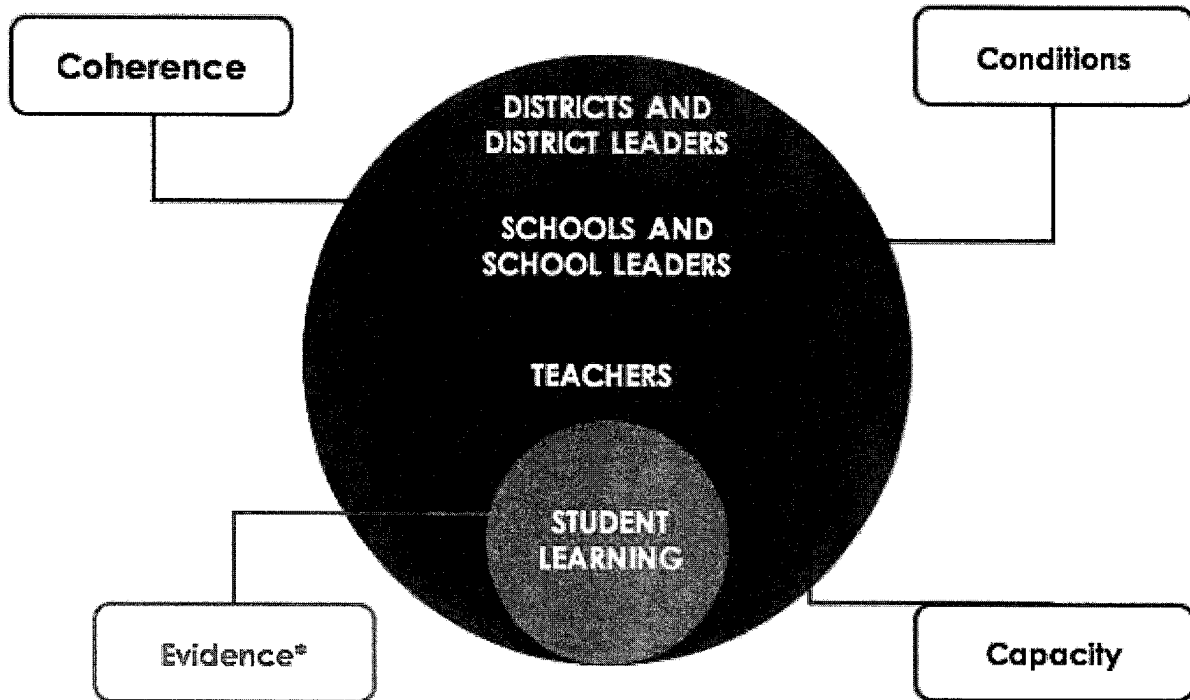 Coherence
Conditions
DISTRICTS AND
DISTRICT LEADERS
SCHOOLS AND
SCHOOL LEADERS
TEACHERS
STUDENT
LEARNING
Evidence*
Capacity